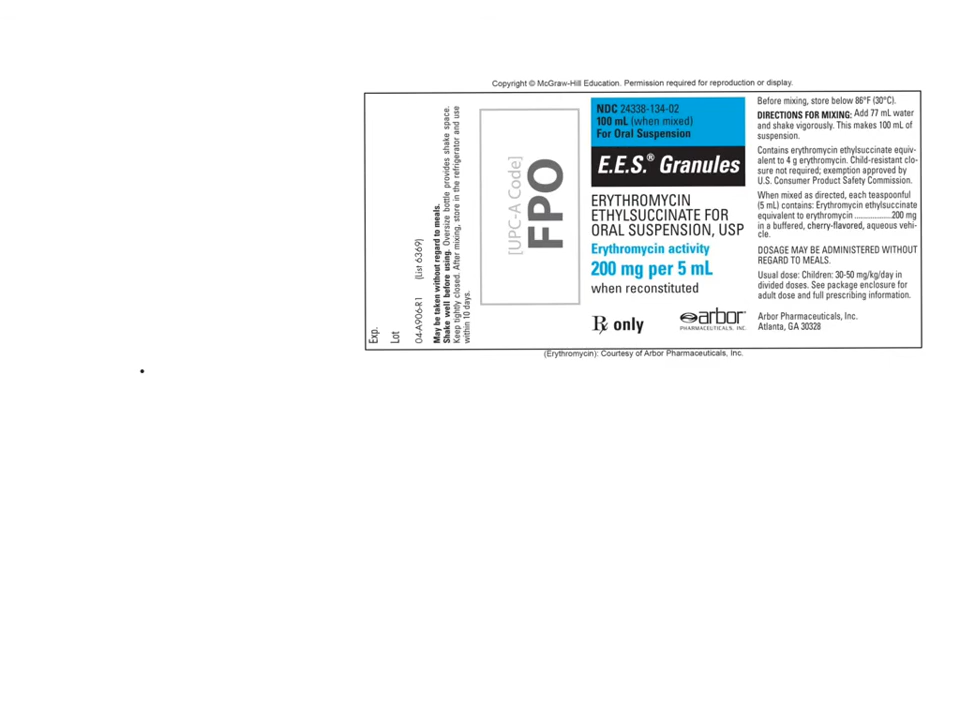 Copyright © McGraw-Hill Education. Permission required for reproduction or display.
Exp.
Lot
04-A906-R1 (List 6369)
May be taken without regard to meals.
Shake well before using. Oversize bottle provides shake space.
Keep tightly closed. After mixing, store in the refrigerator and use
within 10 days.
[UPC-A Code]
FPO
NDC 24338-134-02
100 mL (when mixed)
For Oral Suspension
E.E.S.® Granules
ERYTHROMYCIN
ETHYLSUCCINATE FOR
ORAL SUSPENSION, USP
Erythromycin activity
200 mg per 5 mL
when reconstituted
℞ only
arbor®
PHARMACEUTICALS, INC.
Before mixing, store below 86°F (30°C).
DIRECTIONS FOR MIXING: Add 77 mL water
and shake vigorously. This makes 100 mL of
suspension.
Contains erythromycin ethylsuccinate equiv-
alent to 4 g erythromycin. Child-resistant clo-
sure not required; exemption approved by
U.S. Consumer Product Safety Commission.
When mixed as directed, each teaspoonful
(5 mL) contains: Erythromycin ethylsuccinate
equivalent to erythromycin ..................200 mg
in a buffered, cherry-flavored, aqueous vehi-
cle.
DOSAGE MAY BE ADMINISTERED WITHOUT
REGARD TO MEALS.
Usual dose: Children: 30-50 mg/kg/day in
divided doses. See package enclosure for
adult dose and full prescribing information.
Arbor Pharmaceuticals, Inc.
Atlanta, GA 30328
(Erythromycin): Courtesy of Arbor Pharmaceuticals, Inc.